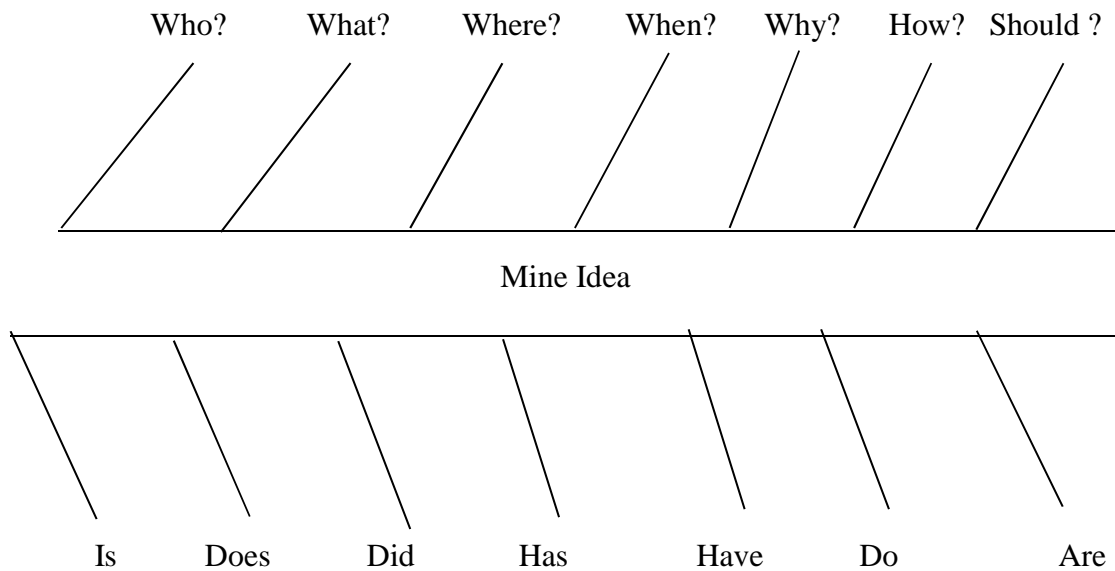 Who? What? Where? When? Why? How? Should ?
Mine Idea
Is Does Did Has Have Do Are